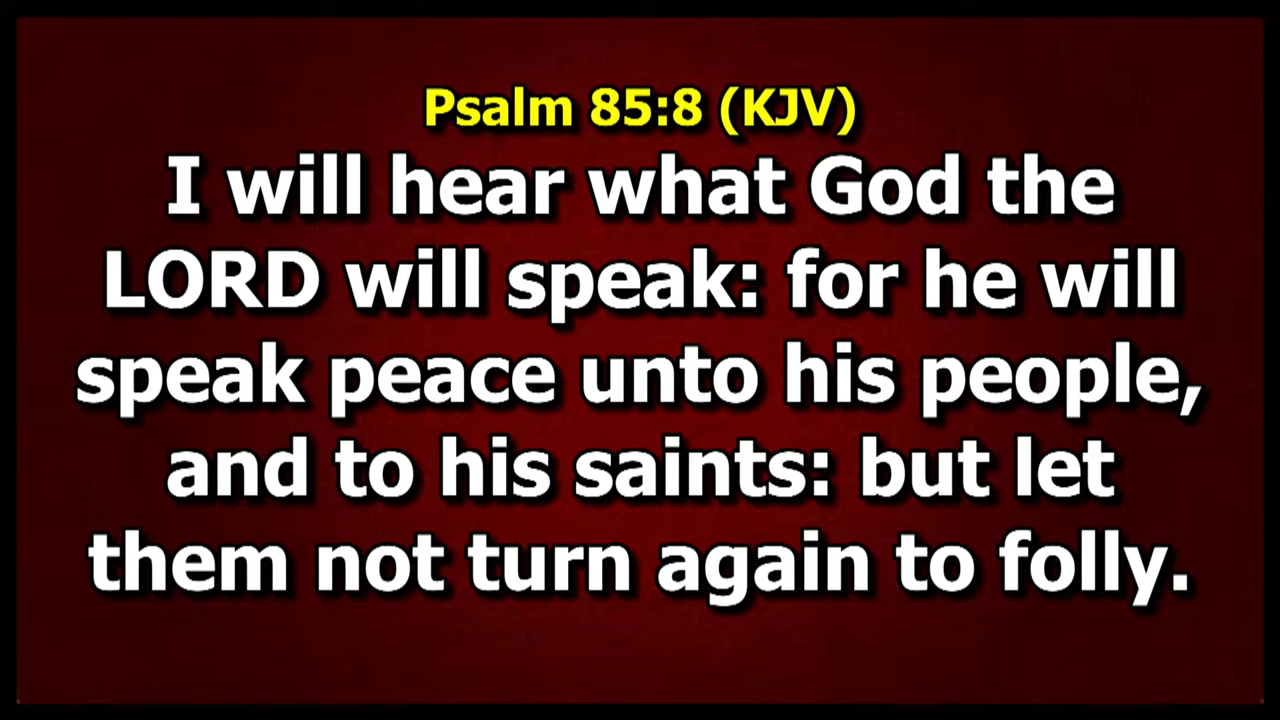 Psalm 85:8 (KJV)
I will hear what God the
LORD will speak: for he will
speak peace unto his people,
and to his saints: but let
them not turn again to folly.